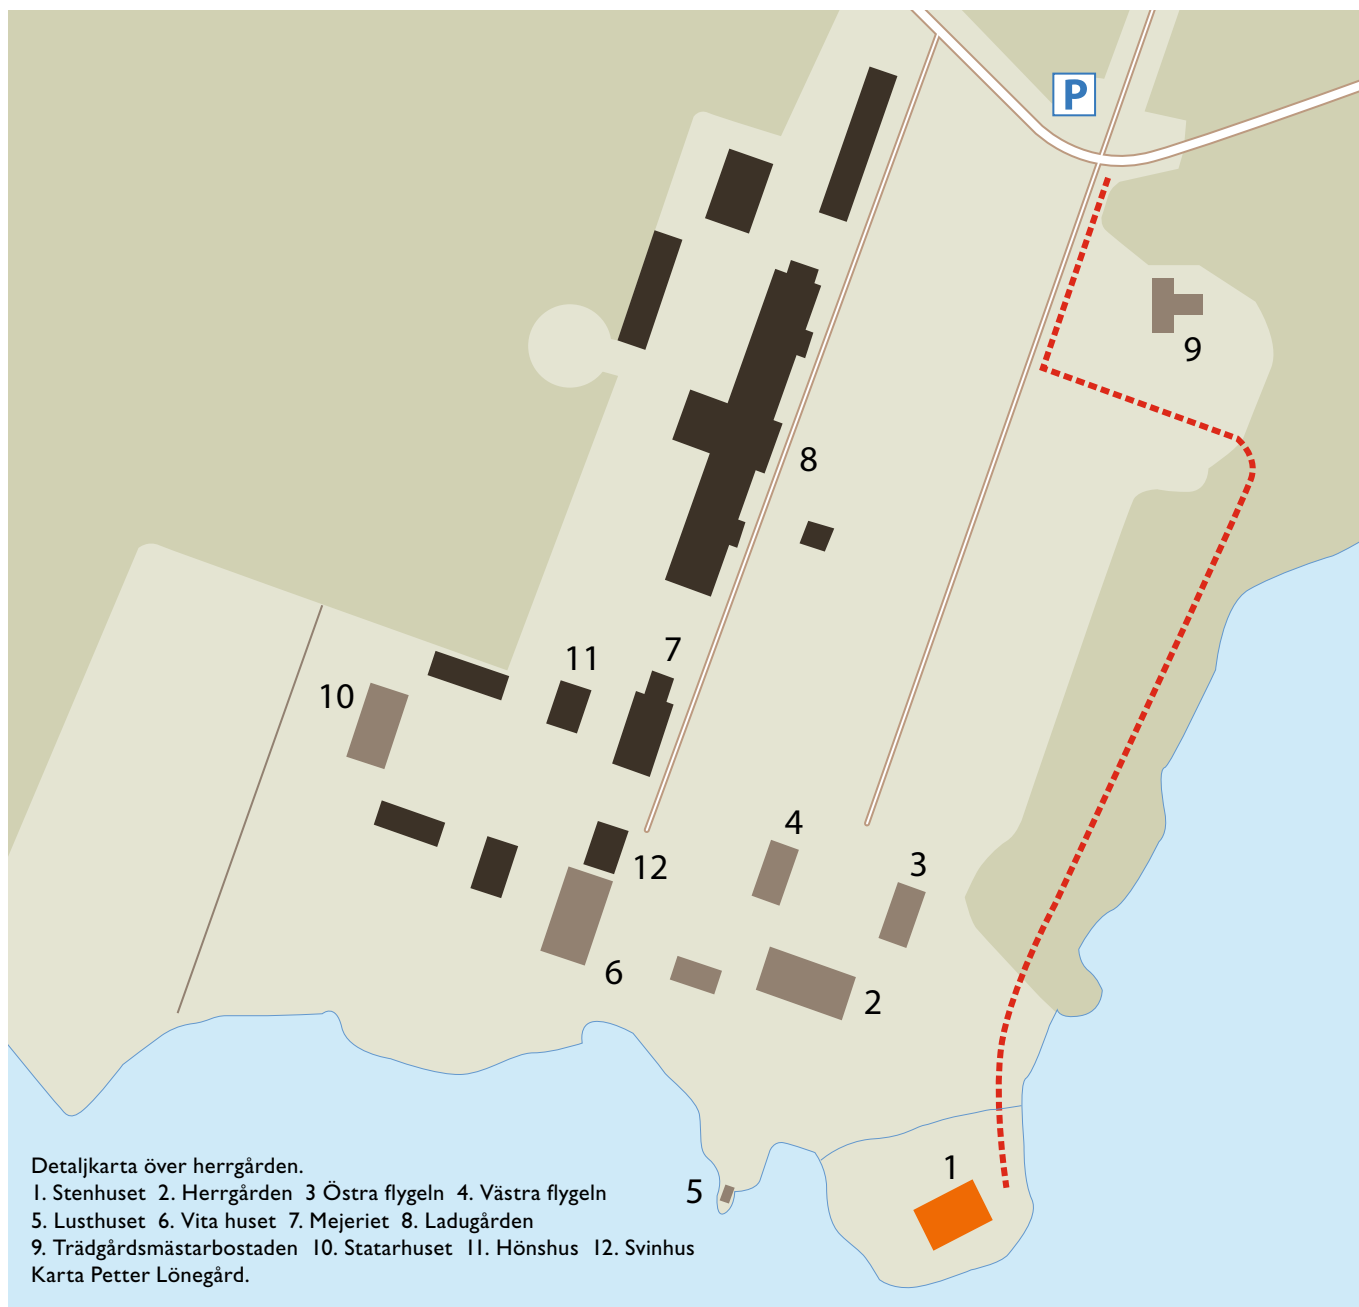 P
9
8
7
11
10
4
3
12
6
2
1
5
Detaljkarta över herrgården.
1. Stenhuset 2. Herrgården 3 Östra flygeln 4. Västra flygeln
5. Lusthuset 6. Vita huset 7. Mejeriet 8. Ladugården
9. Trädgårdsmästarbostaden 10. Statarhuset 11. Hönshus 12. Svinhus
Karta Petter Lönegård.